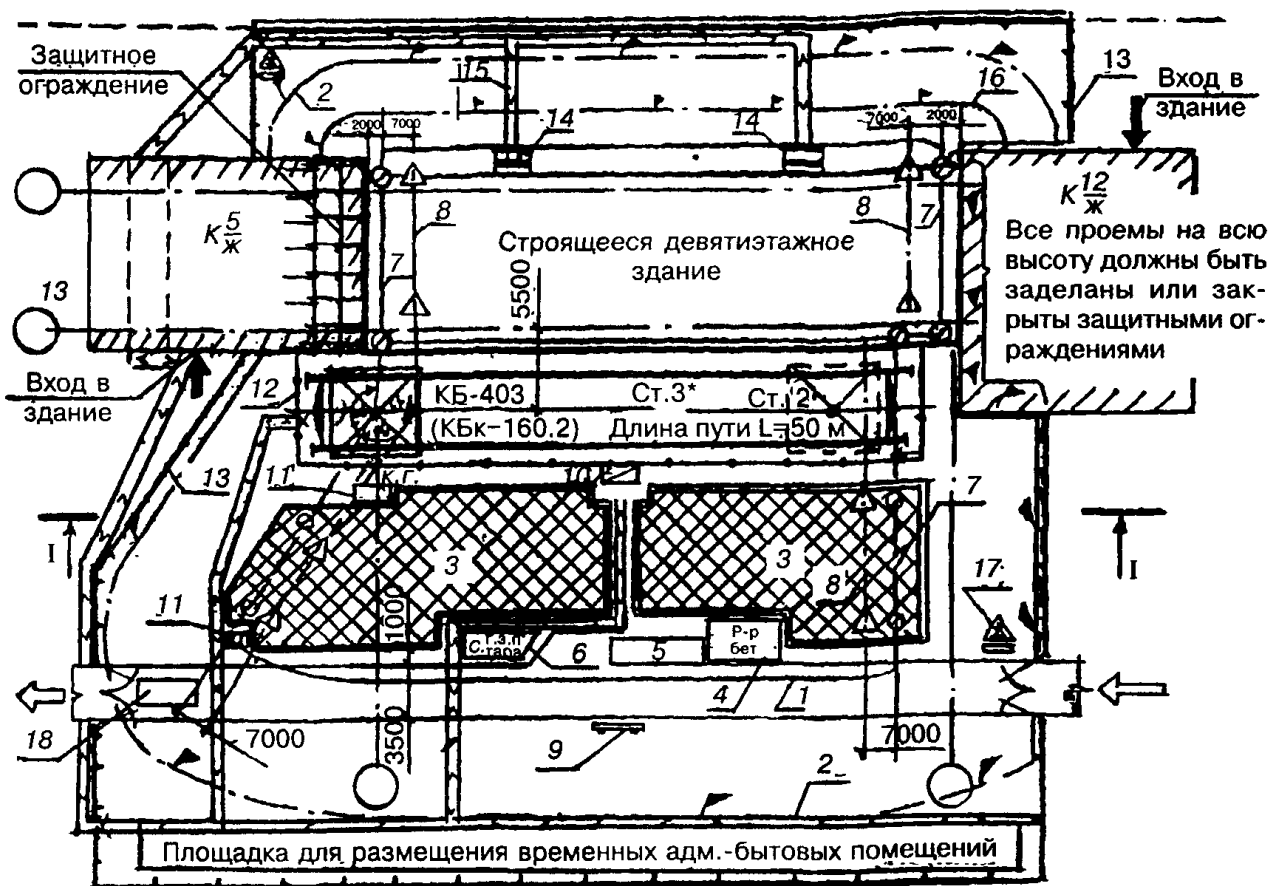 Защитное
ограждение
2
15
16
13
Вход в
здание
2000
7000
14
14
7000
2000
К 5/Ж
8
7
Строящееся девятиэтажное
здание
8
7
К 12/Ж
Все проемы на всю
высоту должны быть
заделаны или зак-
рыты защитными ог-
раждениями
13
5500
Вход в
здание
12
КБ-403
Ст.3*
Ст. 2*
(КБк-160.2)
Длина пути L=50 м
13
11
к.г.
10
7
I
3
3
8
17
I
11
1000
С.г.з.п
С.тара
6
5
Р-р
бет
4
1
18
7000
3500
9
7000
2
Площадка для размещения временных адм.-бытовых помещений